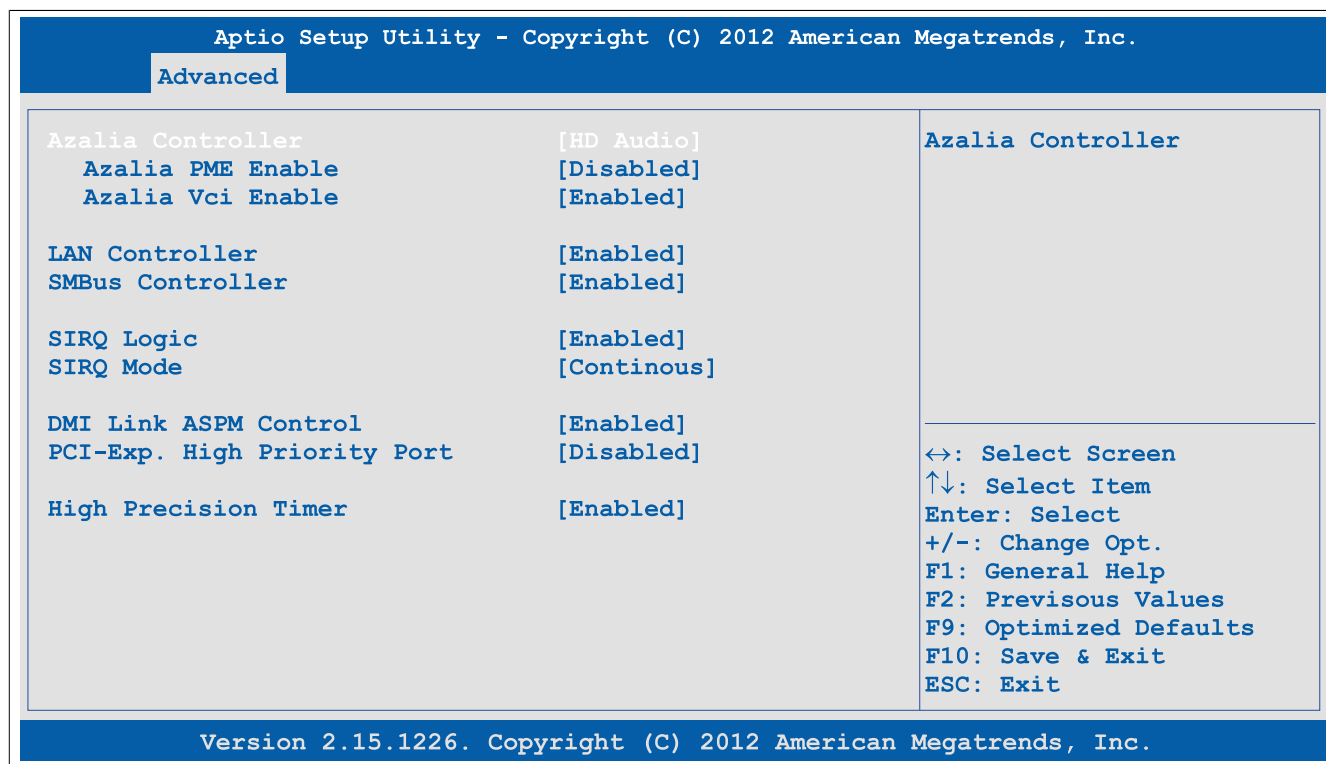 Aptio Setup Utility - Copyright (C) 2012 American Megatrends, Inc.
Advanced
Azalia Controller [HD Audio]
Azalia PME Enable [Disabled]
Azalia Vci Enable [Enabled]
LAN Controller [Enabled]
SMBus Controller [Enabled]
SIRQ Logic [Enabled]
SIRQ Mode [Continous]
DMI Link ASPM Control [Enabled]
PCI-Exp. High Priority Port [Disabled]
High Precision Timer [Enabled]
Azalia Controller
↔: Select Screen
↑↓: Select Item
Enter: Select
+/-: Change Opt.
F1: General Help
F2: Previsous Values
F9: Optimized Defaults
F10: Save & Exit
ESC: Exit
Version 2.15.1226. Copyright (C) 2012 American Megatrends, Inc.